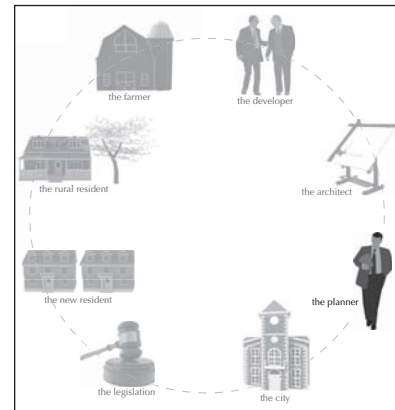 the farmer
the developer
the rural resident
the architect
the new resident
the planner
the legislation
the city